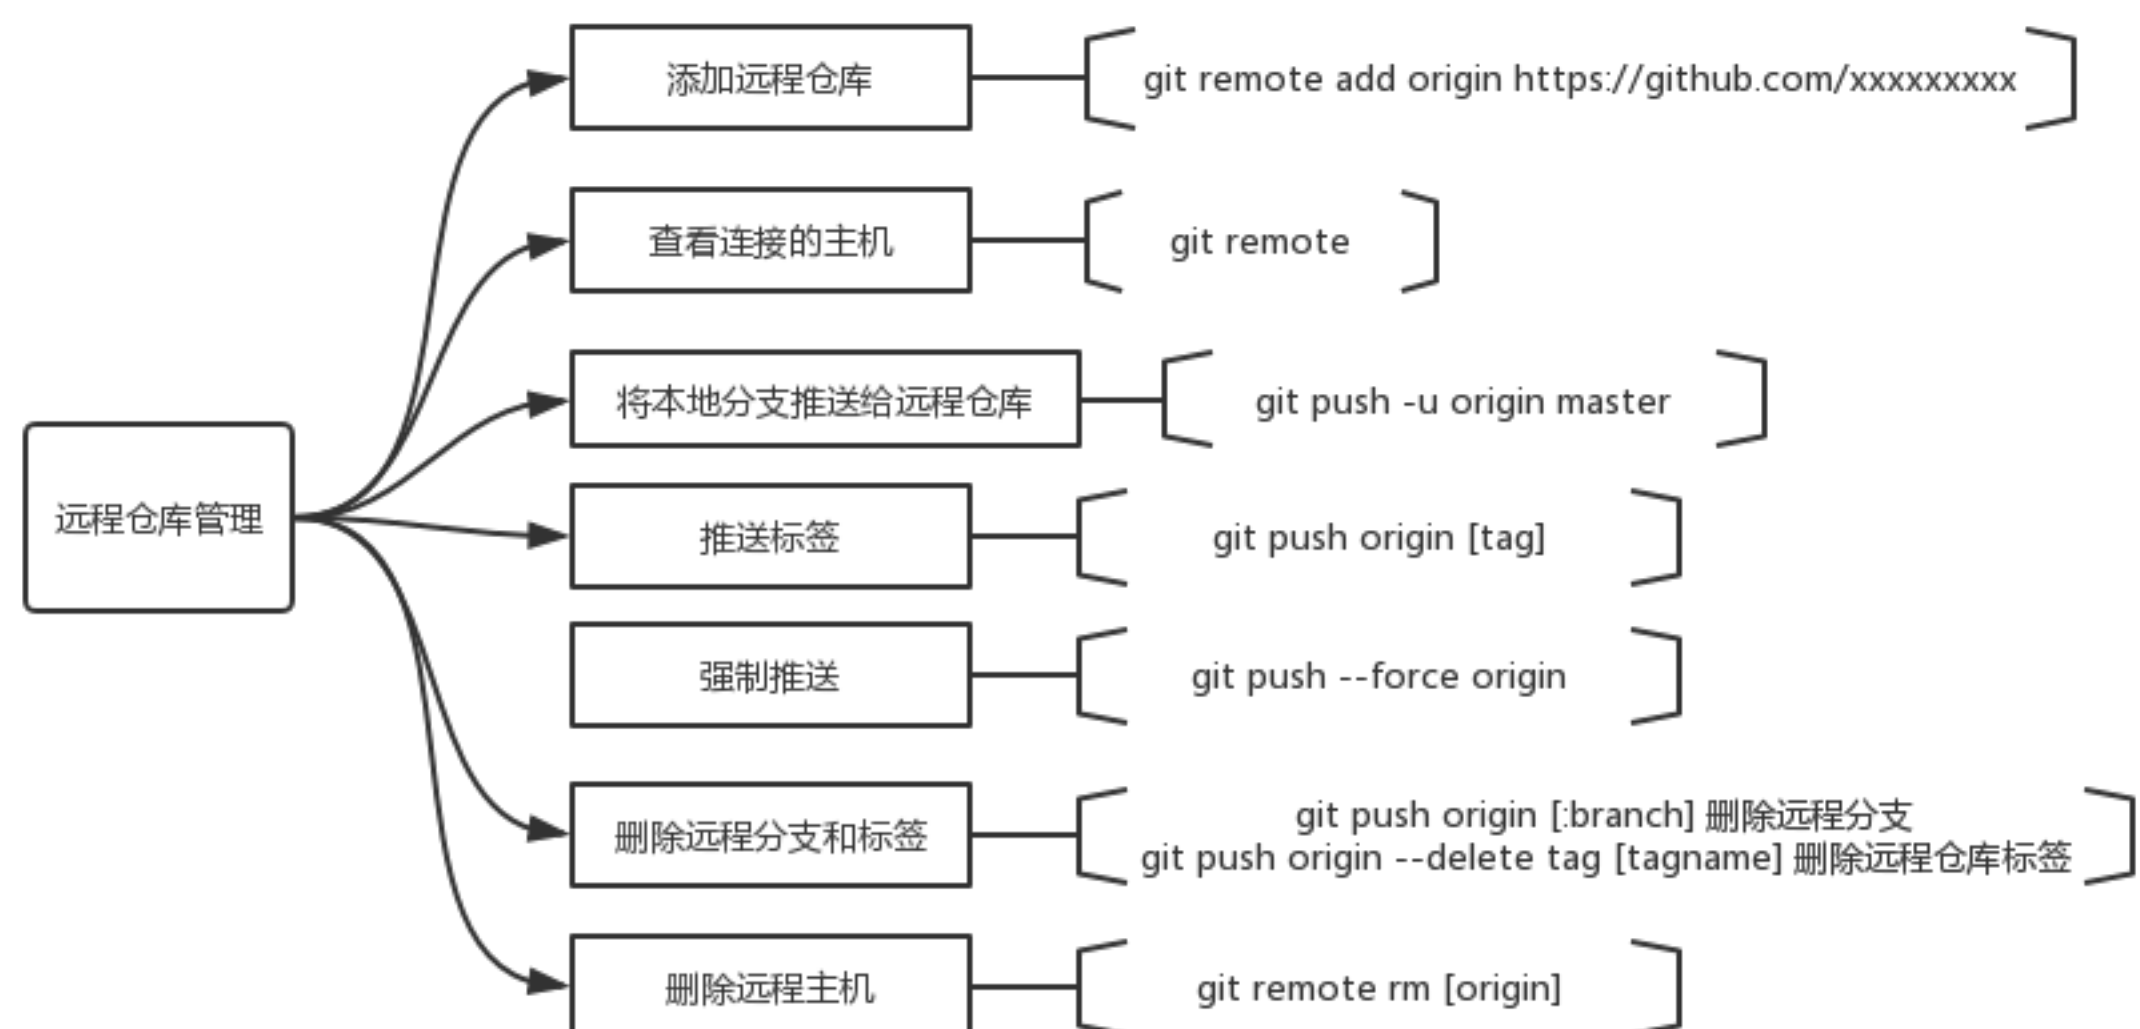 添加远程仓库
git remote add origin https://github.com/xxxxxxxxx
查看连接的主机
git remote
将本地分支推送给远程仓库
git push -u origin master
远程仓库管理
推送标签
git push origin [tag]
强制推送
git push --force origin
删除远程分支和标签
git push origin [:branch] 删除远程分支
git push origin --delete tag [tagname] 删除远程仓库标签
删除远程主机
git remote rm [origin]